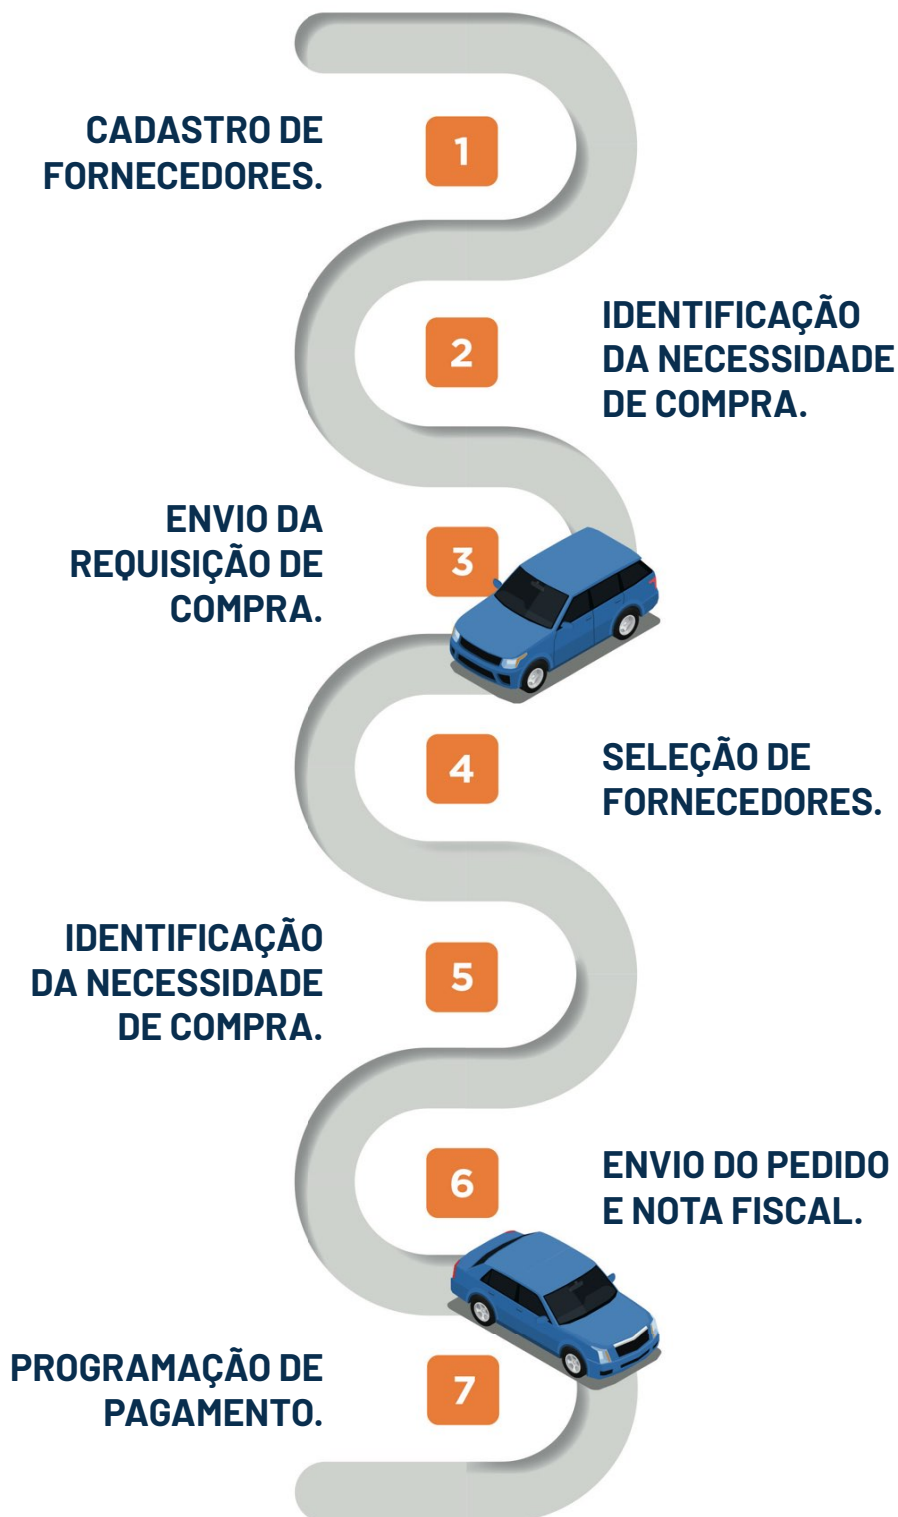 CADASTRO DE
FORNECEDORES.
1
2
IDENTIFICAÇÃO
DA NECESSIDADE
DE COMPRA.
ENVIO DA
REQUISIÇÃO DE
COMPRA.
3
4
SELEÇÃO DE
FORNECEDORES.
IDENTIFICAÇÃO
DA NECESSIDADE
DE COMPRA.
5
6
ENVIO DO PEDIDO
E NOTA FISCAL.
PROGRAMAÇÃO DE
PAGAMENTO.
7